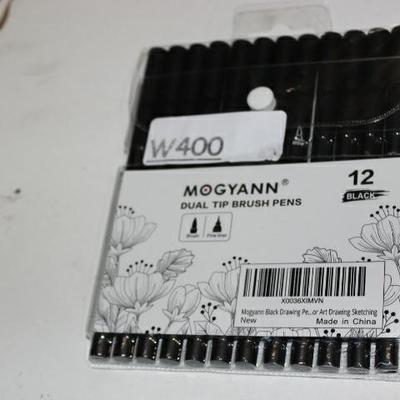 W400
MOGYANN®
DUAL TIP BRUSH PENS
12
BLACK
Brush
Fine liner
X0036XIMVN
Mogyann Black Drawing Pe...or Art Drawing Sketching
New
Made in China